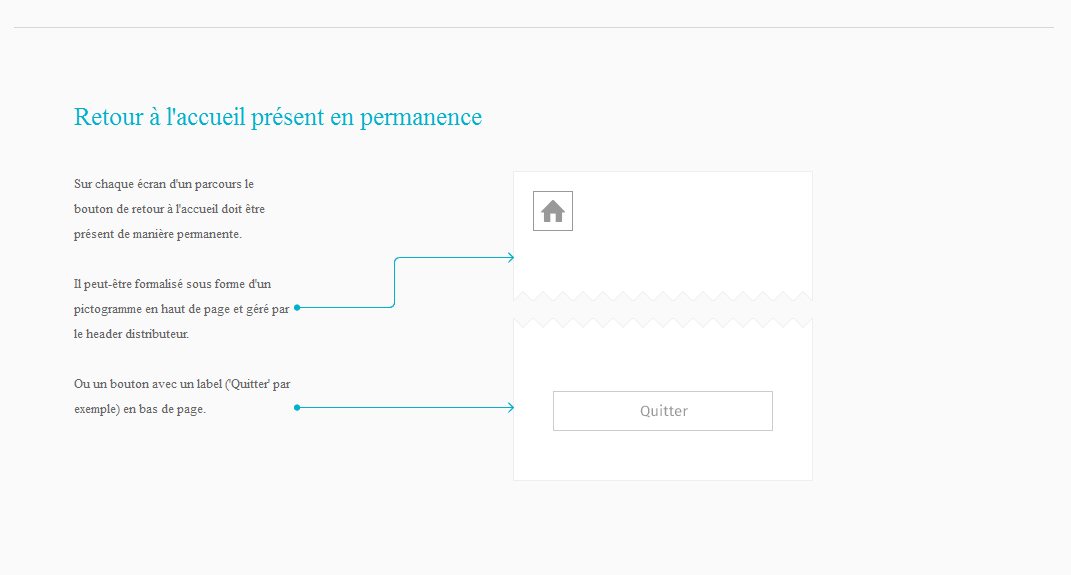 Retour à l'accueil présent en permanence
Sur chaque écran d'un parcours le
bouton de retour à l'accueil doit être
présent de manière permanente.
Il peut-être formalisé sous forme d'un
pictogramme en haut de page et géré par
le header distributeur.
Ou un bouton avec un label ('Quitter' par
exemple) en bas de page.
Quitter